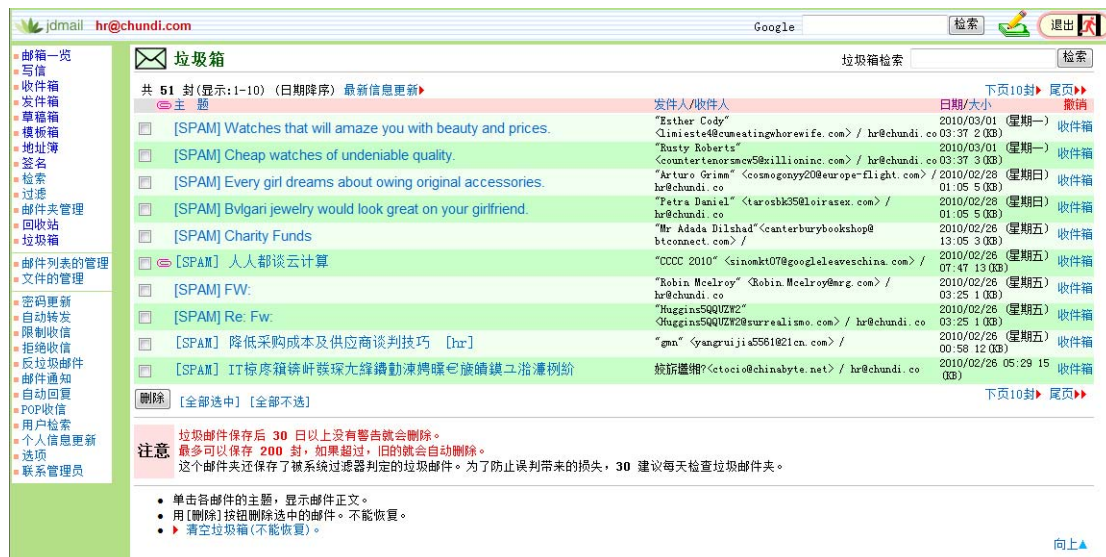 jdmail hr@chundi.com Google 检索 退出
邮箱一览
写信
收件箱
发件箱
草稿箱
模板箱
地址簿
签名
检索
过滤
邮件夹管理
回收站
垃圾箱
邮件列表的管理
文件的管理
密码更新
自动转发
限制收信
拒绝收信
反垃圾邮件
邮件通知
自动回复
POP收信
用户检索
个人信息更新
选项
联系管理员
垃圾箱 垃圾箱检索 检索
共 51 封(显示:1-10) (日期降序) 最新信息更新 下页10封 尾页
主 题 发件人/收件人 日期/大小 撤销
[SPAM] Watches that will amaze you with beauty and prices. "Esther Cody" <limieste4@cumeatingwhorewife.com> / hr@chundi.co 2010/03/01 (星期一) 03:37 2(KB) 收件箱
[SPAM] Cheap watches of undeniable quality. "Rusty Roberts" <countertenorsmcw5@xillioninc.com> / hr@chundi.co 2010/03/01 (星期一) 03:37 3(KB) 收件箱
[SPAM] Every girl dreams about owing original accessories. "Arturo Grimm" <cosmogonyy20@europe-flight.com> / hr@chundi.co 2010/02/28 (星期日) 01:05 5(KB) 收件箱
[SPAM] Bvlgari jewelry would look great on your girlfriend. "Petra Daniel" <tarosbk35@loirasex.com> / hr@chundi.co 2010/02/28 (星期日) 01:05 5(KB) 收件箱
[SPAM] Charity Funds "Mr Adada Dilshad"<canterburybookshop@btconnect.com> / 2010/02/26 (星期五) 13:05 3(KB) 收件箱
[SPAM] 人人都谈云计算 "CCCC 2010" <sinomkt07@googleleaveschina.com> / 2010/02/26 (星期五) 07:47 13(KB) 收件箱
[SPAM] FW: "Robin Mcelroy" <Robin.Mcelroy@mrg.com> / hr@chundi.co 2010/02/26 (星期五) 03:25 1(KB) 收件箱
[SPAM] Re: Fw: "Huggins5QQUZW2" <Huggins5QQUZW2@surrealismo.com> / hr@chundi.co 2010/02/26 (星期五) 03:25 1(KB) 收件箱
[SPAM] 降低采购成本及供应商谈判技巧 [hr] "gmn" <yangruijia5561@21cn.com> / 2010/02/26 (星期五) 00:58 12(KB) 收件箱
[SPAM] <ctocio@chinabyte.net> / hr@chundi.co 2010/02/26 05:29 15 (KB) 收件箱
删除 [全部选中] [全部不选] 下页10封 尾页
注意
垃圾邮件保存后 30 日以上没有警告就会删除。
最多可以保存 200 封，如果超过，旧的就会自动删除。
这个邮件夹还保存了被系统过滤器判定的垃圾邮件。为了防止误判带来的损失，30 建议每天检查垃圾邮件夹。
单击各邮件的主题，显示邮件正文。
用[删除]按钮删除选中的邮件。不能恢复。
清空垃圾箱(不能恢复)。
向上